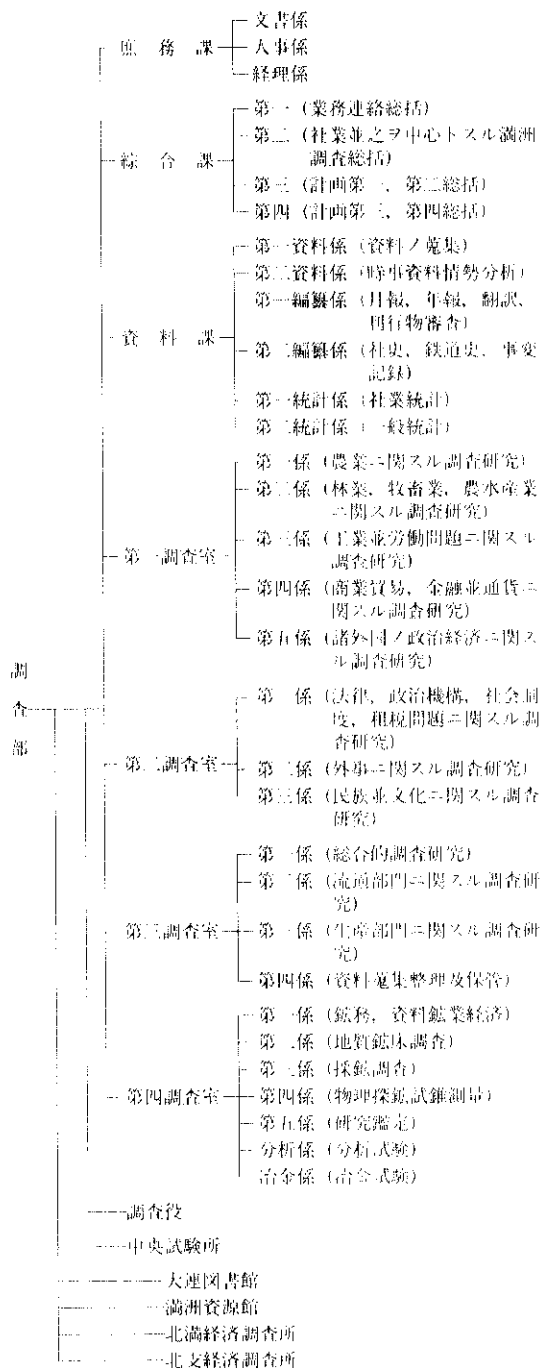 文書係
庶務課
人事係
経理係
第一（業務連絡総括）
第二（社業並之ヲ中心トスル満洲
調査総括）
綜合課
第三（計画第一、第二総括）
第四（計画第三、第四総括）
第一資料係（資料ノ蒐集）
第二資料係（時事資料情勢分析）
第一編纂係（月報、年報、翻訳、
刊行物審査）
資料課
第二編纂係（社史、鉄道史、事変
記録）
第一統計係（社業統計）
第二統計係（一般統計）
第一係（農業ニ関スル調査研究）
第二係（林業、牧畜業、農水産業
ニ関スル調査研究）
第一調査室
第三係（工業並労働問題ニ関スル
調査研究）
第四係（商業貿易、金融並通貨ニ
関スル調査研究）
第五係（諸外国ノ政治経済ニ関ス
ル調査研究）
調査部
第一係（法律、政治機構、社会制
度、租税問題ニ関スル調
査研究）
第二調査室
第二係（外事ニ関スル調査研究）
第三係（民族並文化ニ関スル調査
研究）
第一係（総合的調査研究）
第二係（流通部門ニ関スル調査研
究）
第三調査室
第三係（生産部門ニ関スル調査研
究）
第四係（資料蒐集整理及保管）
第一係（鉱務、資料鉱業経済）
第二係（地質鉱床調査）
第三係（採鉱調査）
第四調査室
第四係（物理探鉱試錐測量）
第五係（研究鑑定）
分析係（分析試験）
冶金係（冶金試験）
調査役
中央試験所
大連図書館
満洲資源館
北満経済調査所
北支経済調査所